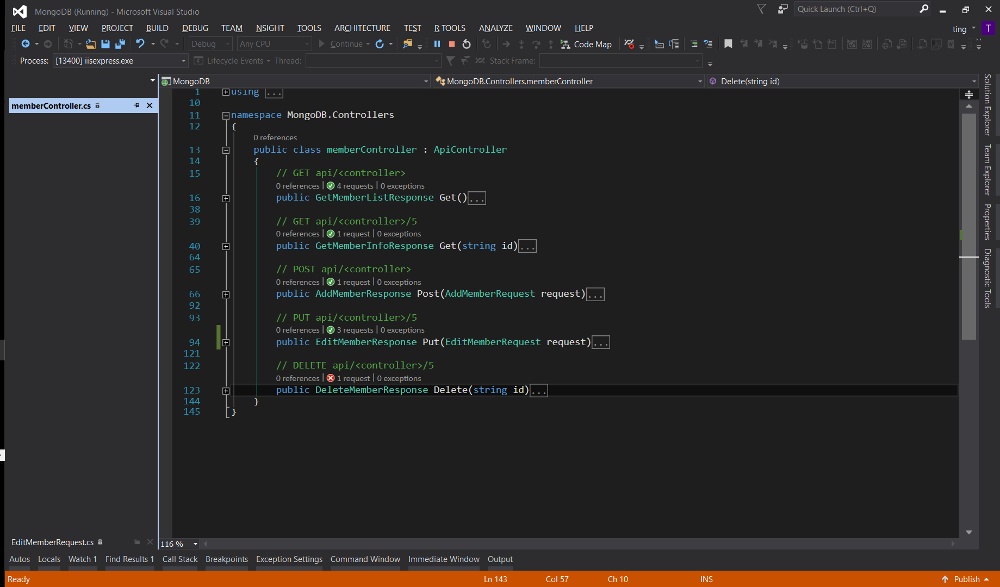 MongoDB (Running) - Microsoft Visual Studio
Quick Launch (Ctrl+Q)
FILE EDIT VIEW PROJECT BUILD DEBUG TEAM NSIGHT TOOLS ARCHITECTURE TEST R TOOLS ANALYZE WINDOW HELP
ting T
Debug Any CPU Continue Code Map
Process: [13400] iisexpress.exe Lifecycle Events Thread: Stack Frame:
MongoDB MongoDB.Controllers.memberController Delete(string id)
memberController.cs
1 using ...
10
11 namespace MongoDB.Controllers
12 {
0 references
13 public class memberController : ApiController
14 {
15 // GET api/<controller>
0 references | 4 requests | 0 exceptions
16 public GetMemberListResponse Get()...
38
39 // GET api/<controller>/5
0 references | 1 request | 0 exceptions
40 public GetMemberInfoResponse Get(string id)...
64
65 // POST api/<controller>
0 references | 1 request | 0 exceptions
66 public AddMemberResponse Post(AddMemberRequest request)...
92
93 // PUT api/<controller>/5
0 references | 3 requests | 0 exceptions
94 public EditMemberResponse Put(EditMemberRequest request)...
121
122 // DELETE api/<controller>/5
0 references | 1 request | 0 exceptions
123 public DeleteMemberResponse Delete(string id)...
144 }
145 }
Solution Explorer
Team Explorer
Properties
Diagnostic Tools
EditMemberRequest.cs
116 %
Autos Locals Watch 1 Find Results 1 Call Stack Breakpoints Exception Settings Command Window Immediate Window Output
Ready Ln 143 Col 57 Ch 10 INS Publish